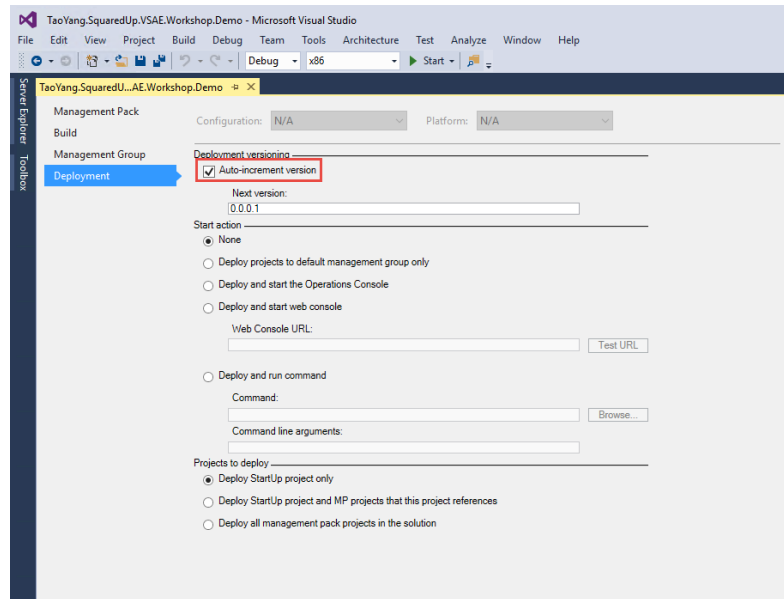 TaoYang.SquaredUp.VSAE.Workshop.Demo - Microsoft Visual Studio
File Edit View Project Build Debug Team Tools Architecture Test Analyze Window Help
Debug x86 Start
Server Explorer
Toolbox
TaoYang.SquaredU...AE.Workshop.Demo
Management Pack
Build
Management Group
Deployment
Configuration: N/A Platform: N/A
Deployment versioning
Auto-increment version
Next version:
0.0.0.1
Start action
None
Deploy projects to default management group only
Deploy and start the Operations Console
Deploy and start web console
Web Console URL:
Test URL
Deploy and run command
Command:
Browse...
Command line arguments:
Projects to deploy
Deploy StartUp project only
Deploy StartUp project and MP projects that this project references
Deploy all management pack projects in the solution